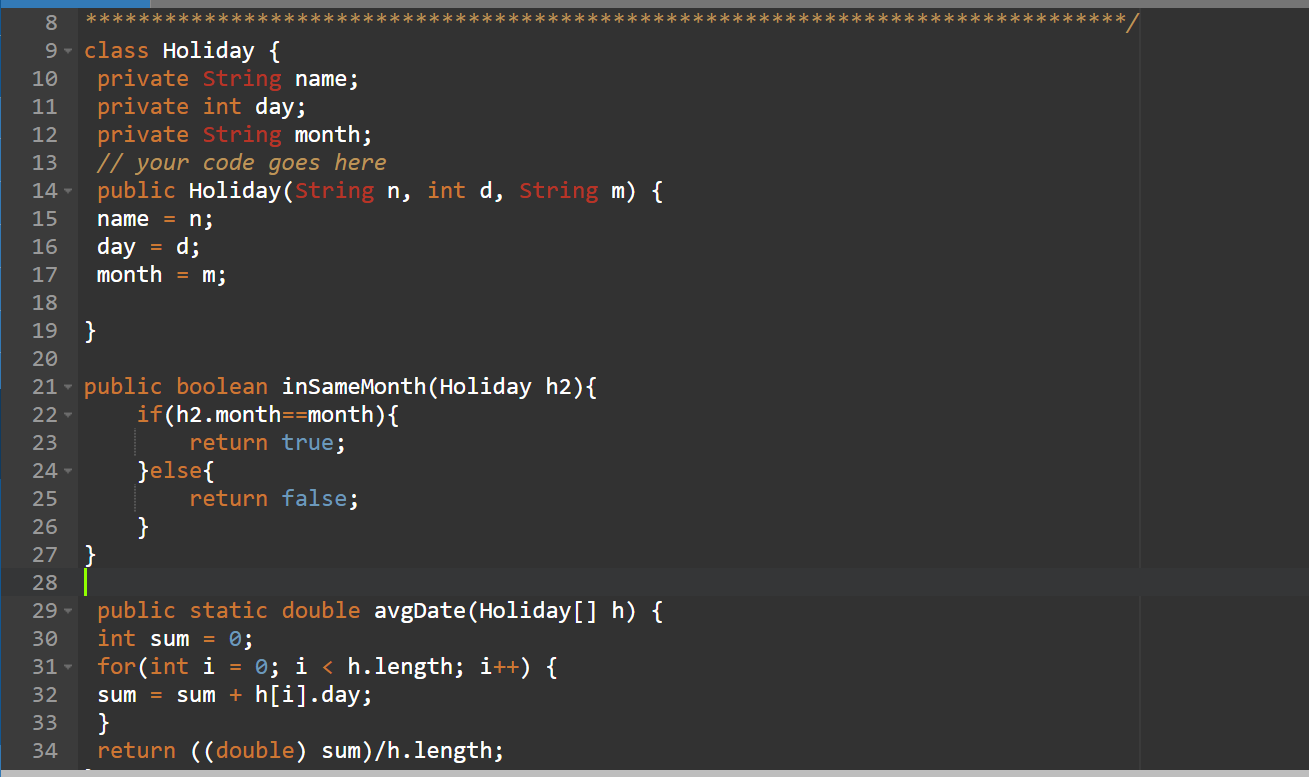 8 *******************************************************************************/
9 class Holiday {
10 private String name;
11 private int day;
12 private String month;
13 // your code goes here
14 public Holiday(String n, int d, String m) {
15 name = n;
16 day = d;
17 month = m;
18
19 }
20
21 public boolean inSameMonth(Holiday h2){
22 if(h2.month==month){
23 return true;
24 }else{
25 return false;
26 }
27 }
28
29 public static double avgDate(Holiday[] h) {
30 int sum = 0;
31 for(int i = 0; i < h.length; i++) {
32 sum = sum + h[i].day;
33 }
34 return ((double) sum)/h.length;